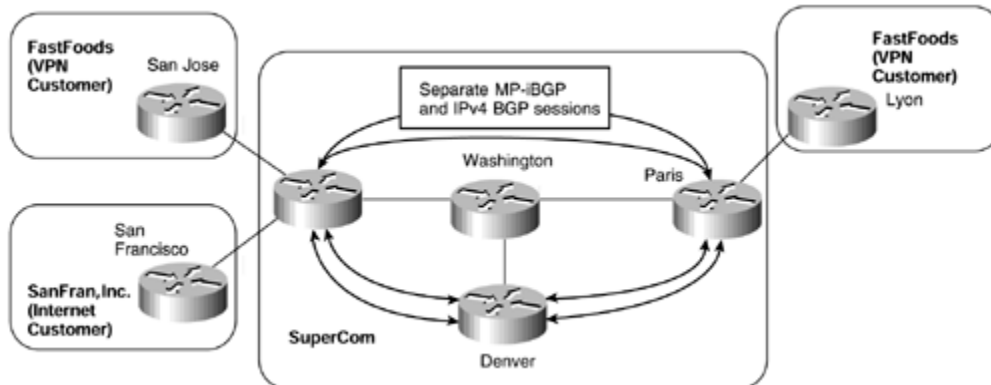 FastFoods
(VPN
Customer)
San Jose
Separate MP-iBGP
and IPv4 BGP sessions
FastFoods
(VPN
Customer)
Lyon
Washington
Paris
San
Francisco
SanFran,Inc.
(Internet
Customer)
SuperCom
Denver